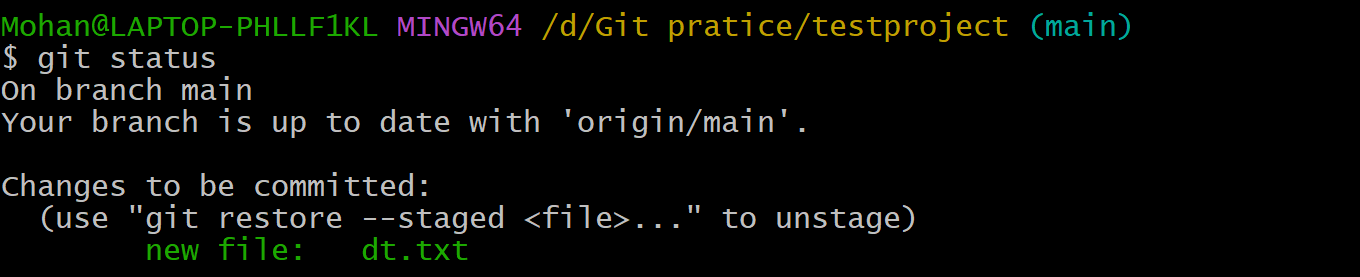 Mohan@LAPTOP-PHLLF1KL MINGW64 /d/Git pratice/testproject (main)
$ git status
On branch main
Your branch is up to date with 'origin/main'.
Changes to be committed:
  (use "git restore --staged <file>..." to unstage)
        new file:   dt.txt